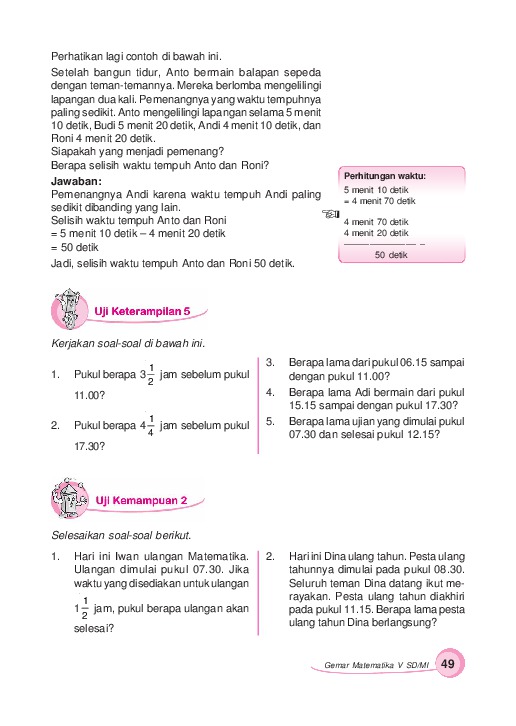 Perhatikan lagi contoh di bawah ini.
Setelah bangun tidur, Anto bermain balapan sepeda
dengan teman-temannya. Mereka berlomba mengelilingi
lapangan dua kali. Pemenangnya yang waktu tempuhnya
paling sedikit. Anto mengelilingi lapangan selama 5 menit
10 detik, Budi 5 menit 20 detik, Andi 4 menit 10 detik, dan
Roni 4 menit 20 detik.
Siapakah yang menjadi pemenang?
Berapa selisih waktu tempuh Anto dan Roni?
Jawaban:
Pemenangnya Andi karena waktu tempuh Andi paling
sedikit dibanding yang lain.
Selisih waktu tempuh Anto dan Roni
= 5 menit 10 detik – 4 menit 20 detik
= 50 detik
Jadi, selisih waktu tempuh Anto dan Roni 50 detik.
Perhitungan waktu:
5 menit 10 detik
= 4 menit 70 detik
4 menit 70 detik
4 menit 20 detik
–
50 detik
Uji Keterampilan 5
Kerjakan soal-soal di bawah ini.
1. Pukul berapa 3 1/2 jam sebelum pukul
11.00?
2. Pukul berapa 4 1/4 jam sebelum pukul
17.30?
3. Berapa lama dari pukul 06.15 sampai
dengan pukul 11.00?
4. Berapa lama Adi bermain dari pukul
15.15 sampai dengan pukul 17.30?
5. Berapa lama ujian yang dimulai pukul
07.30 dan selesai pukul 12.15?
Uji Kemampuan 2
Selesaikan soal-soal berikut.
1. Hari ini Iwan ulangan Matematika.
Ulangan dimulai pukul 07.30. Jika
waktu yang disediakan untuk ulangan
1 1/2 jam, pukul berapa ulangan akan
selesai?
2. Hari ini Dina ulang tahun. Pesta ulang
tahunnya dimulai pada pukul 08.30.
Seluruh teman Dina datang ikut me-
rayakan. Pesta ulang tahun diakhiri
pada pukul 11.15. Berapa lama pesta
ulang tahun Dina berlangsung?
Gemar Matematika V SD/MI 49